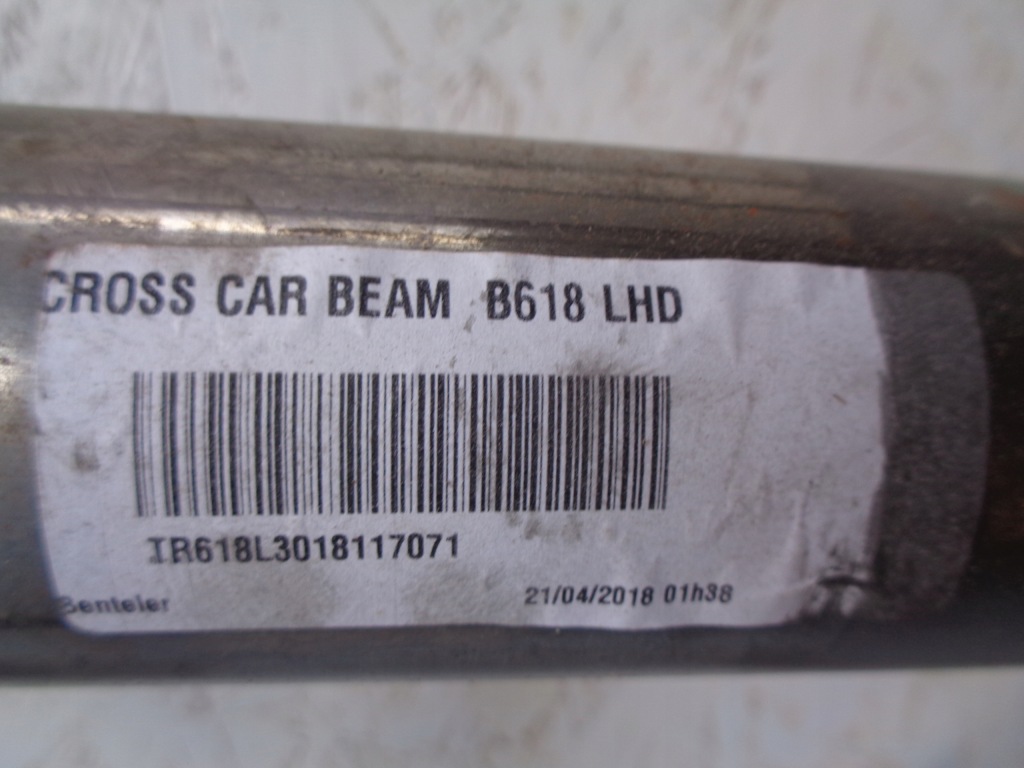 CROSS CAR BEAM B618 LHD
IR618L3018117071
Benteler
21/04/2018 01h38